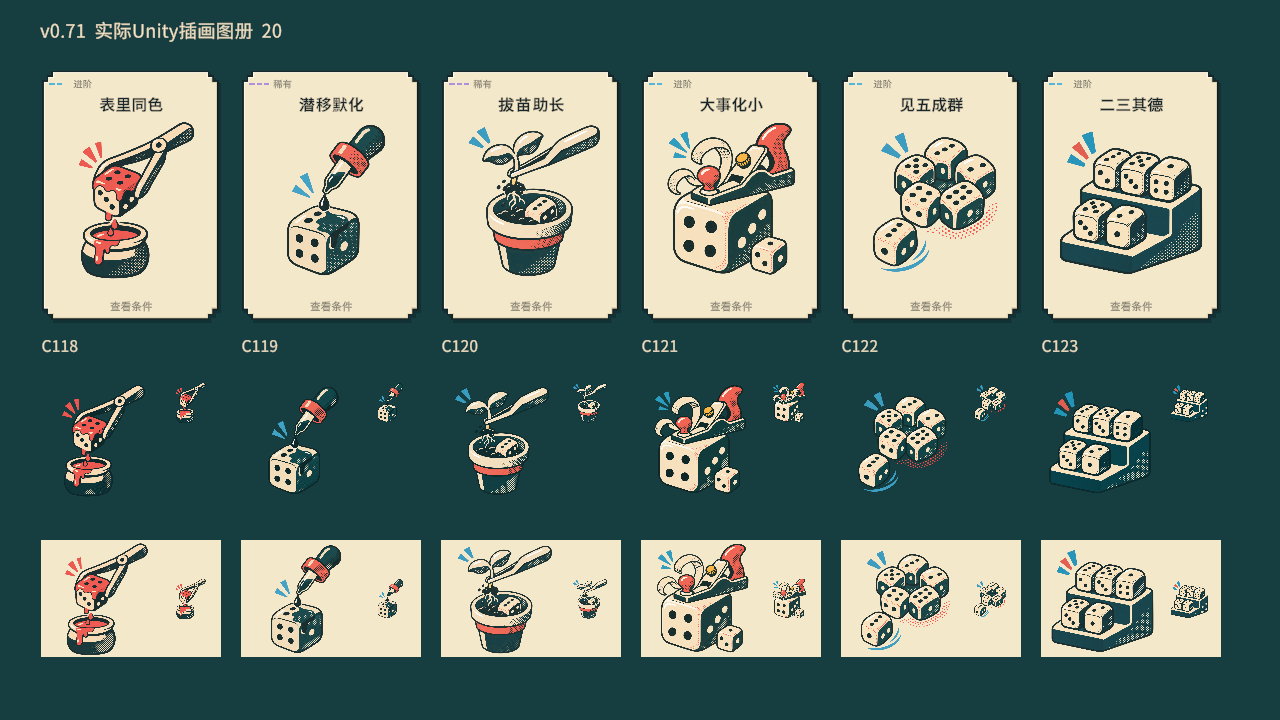 v0.71 实际Unity插画图册 20
进阶
表里同色
查看条件
稀有
潜移默化
查看条件
稀有
拔苗助长
查看条件
进阶
大事化小
查看条件
进阶
见五成群
查看条件
进阶
二三其德
查看条件
C118
C119
C120
C121
C122
C123